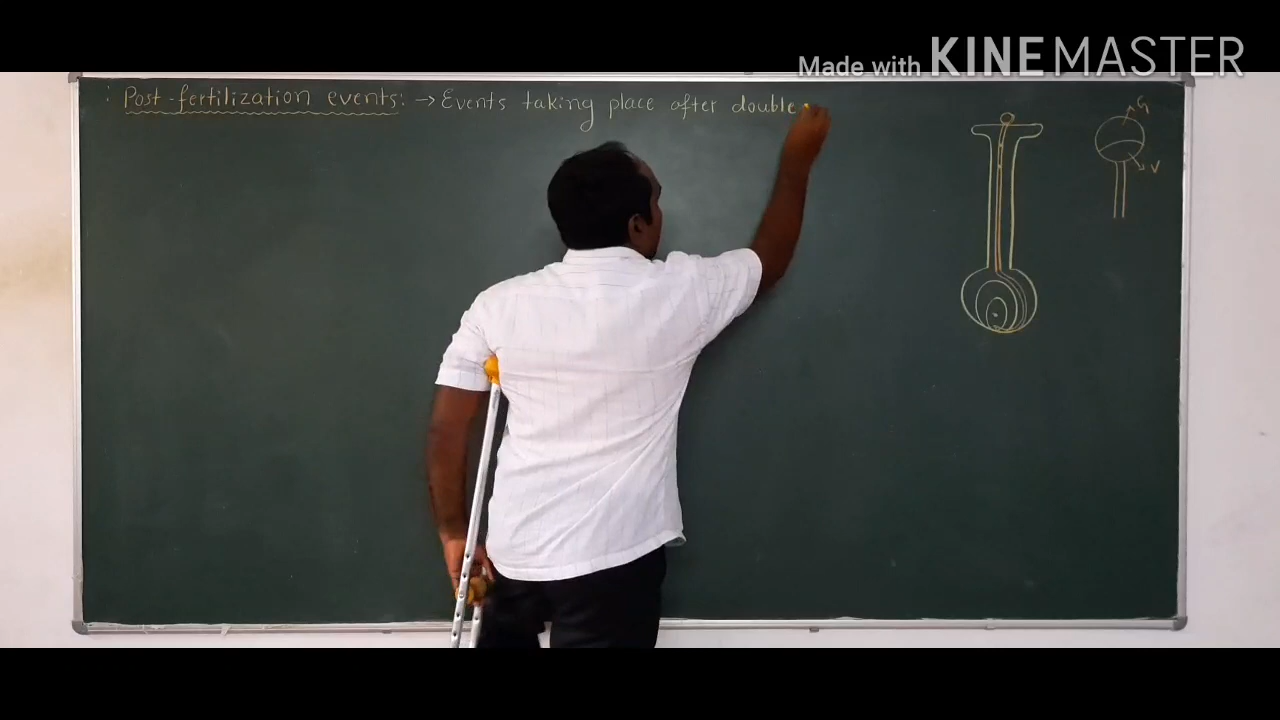 Made with KINEMASTER
Post-fertilization events: → Events taking place after double
G
V